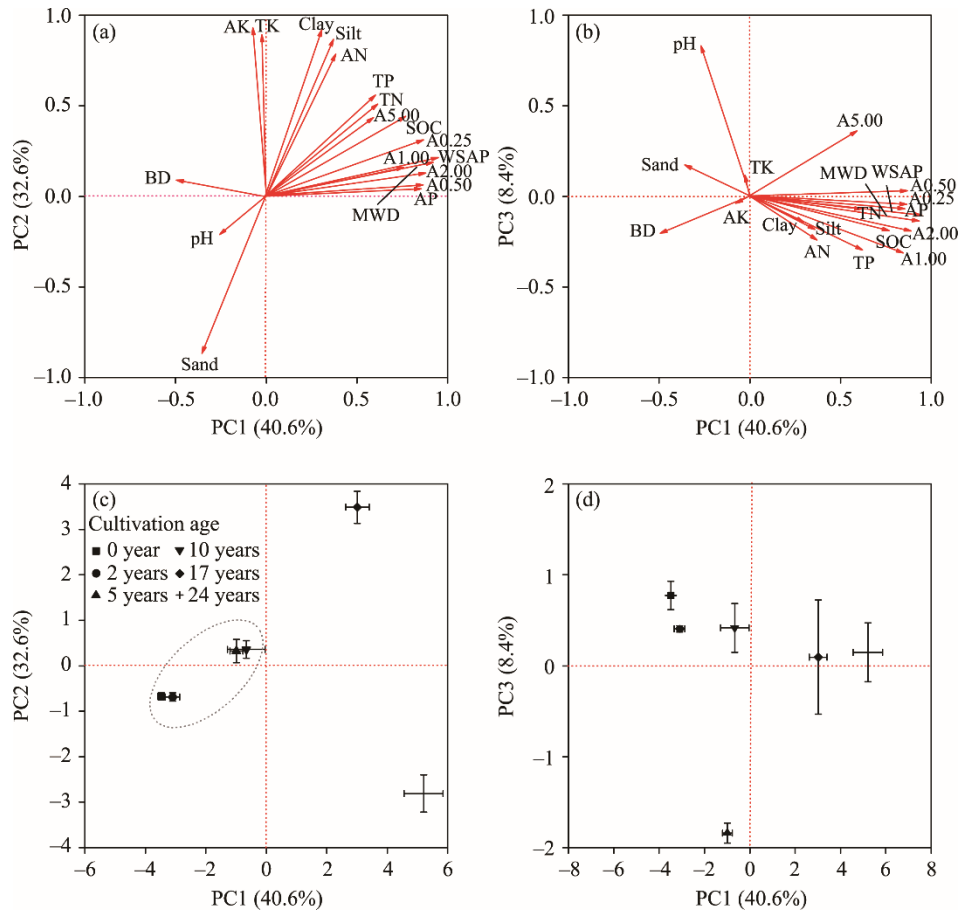 (a)
AK TK
Clay
Silt
AN
TP
TN
A5.00
SOC
A0.25
A1.00
WSAP
A2.00
A0.50
AP
MWD
BD
pH
Sand
1.0
0.5
0.0
−0.5
−1.0
PC2 (32.6%)
−1.0 −0.5 0.0 0.5 1.0
PC1 (40.6%)
(b)
pH
A5.00
Sand
TK
MWD
WSAP
A0.50
A0.25
AP
TN
AK
BD
Clay
Silt
SOC
A2.00
AN
TP
A1.00
1.0
0.5
0.0
−0.5
−1.0
PC3 (8.4%)
−1.0 −0.5 0.0 0.5 1.0
PC1 (40.6%)
(c)
Cultivation age
0 year 10 years
2 years 17 years
5 years 24 years
4
3
2
1
0
−1
−2
−3
−4
PC2 (32.6%)
−6 −4 −2 0 2 4 6
PC1 (40.6%)
(d)
2
1
0
−1
−2
PC3 (8.4%)
−8 −6 −4 −2 0 2 4 6 8
PC1 (40.6%)